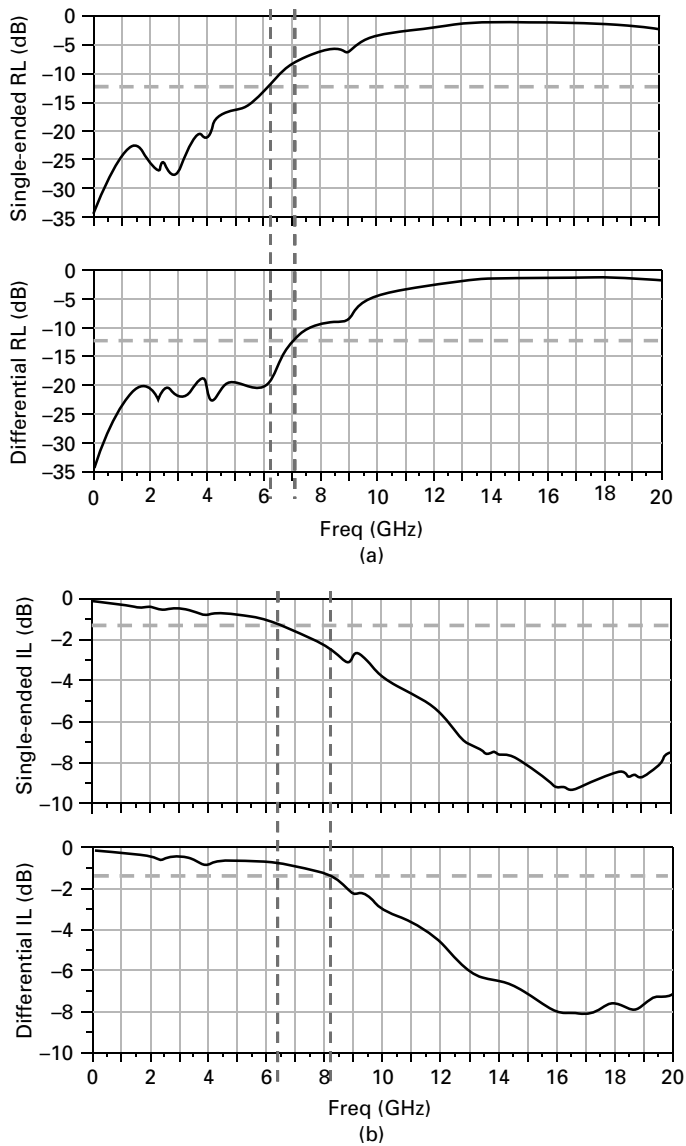 Single-ended RL (dB)
0
–5
–10
–15
–20
–25
–30
–35
Differential RL (dB)
0
–5
–10
–15
–20
–25
–30
–35
0 2 4 6 8 10 12 14 16 18 20
Freq (GHz)
(a)
Single-ended IL (dB)
0
–2
–4
–6
–8
–10
Differential IL (dB)
0
–2
–4
–6
–8
–10
0 2 4 6 8 10 12 14 16 18 20
Freq (GHz)
(b)